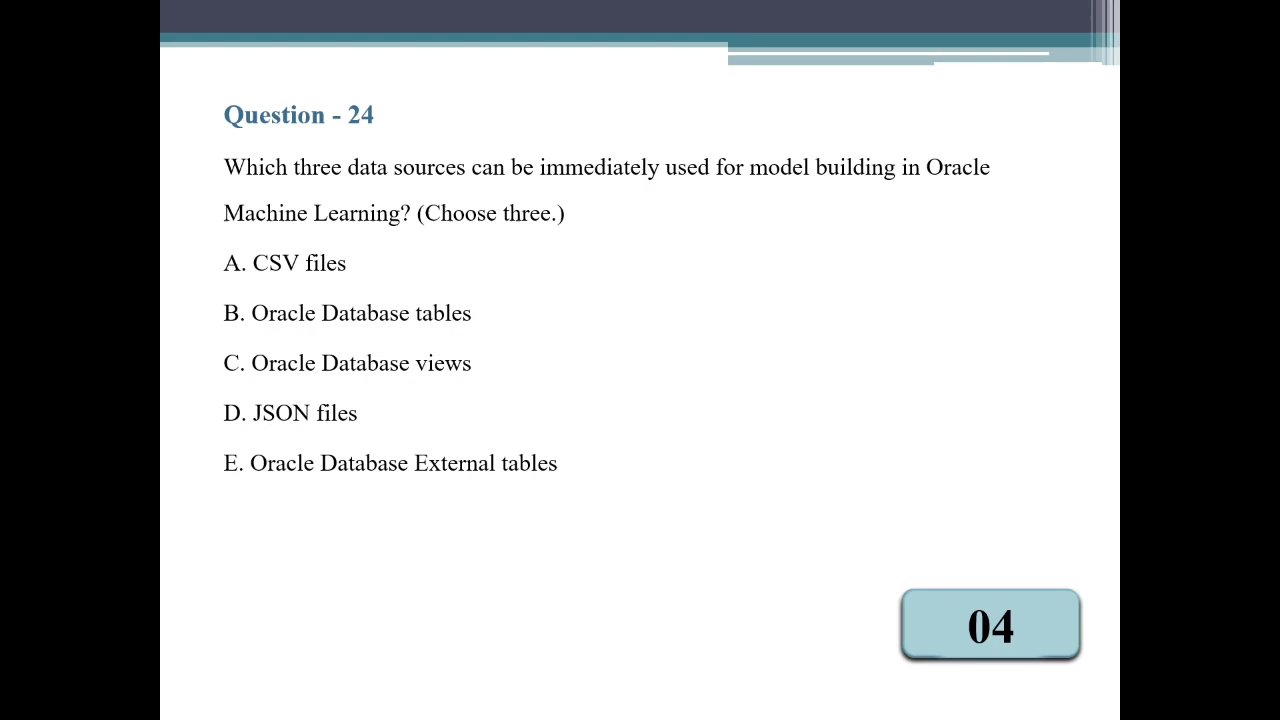 Question - 24
Which three data sources can be immediately used for model building in Oracle
Machine Learning? (Choose three.)
A. CSV files
B. Oracle Database tables
C. Oracle Database views
D. JSON files
E. Oracle Database External tables
04